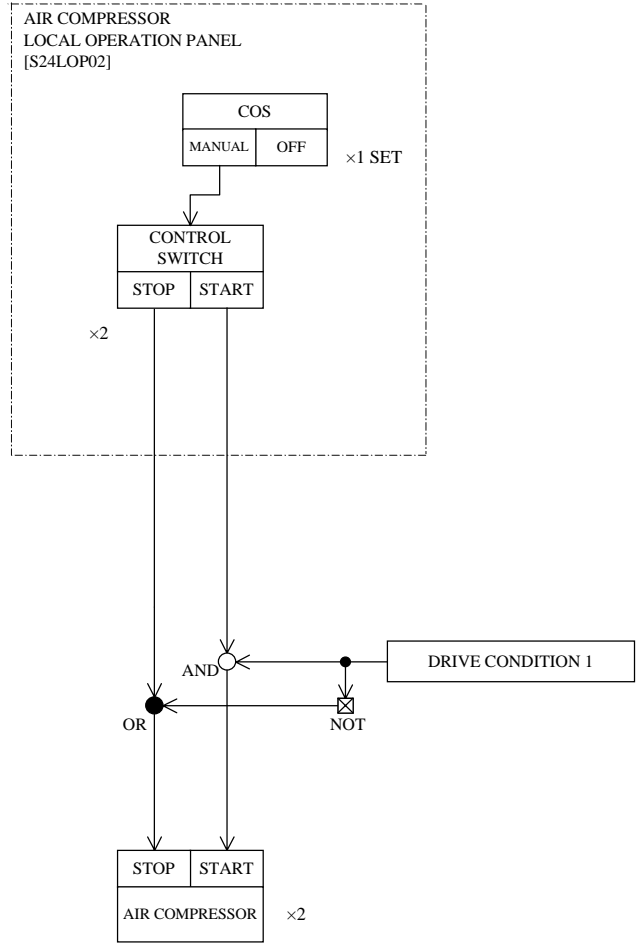 AIR COMPRESSOR
LOCAL OPERATION PANEL
[S24LOP02]
COS
MANUAL OFF
×1 SET
CONTROL
SWITCH
STOP START
×2
AND
DRIVE CONDITION 1
OR
NOT
STOP START
AIR COMPRESSOR
×2